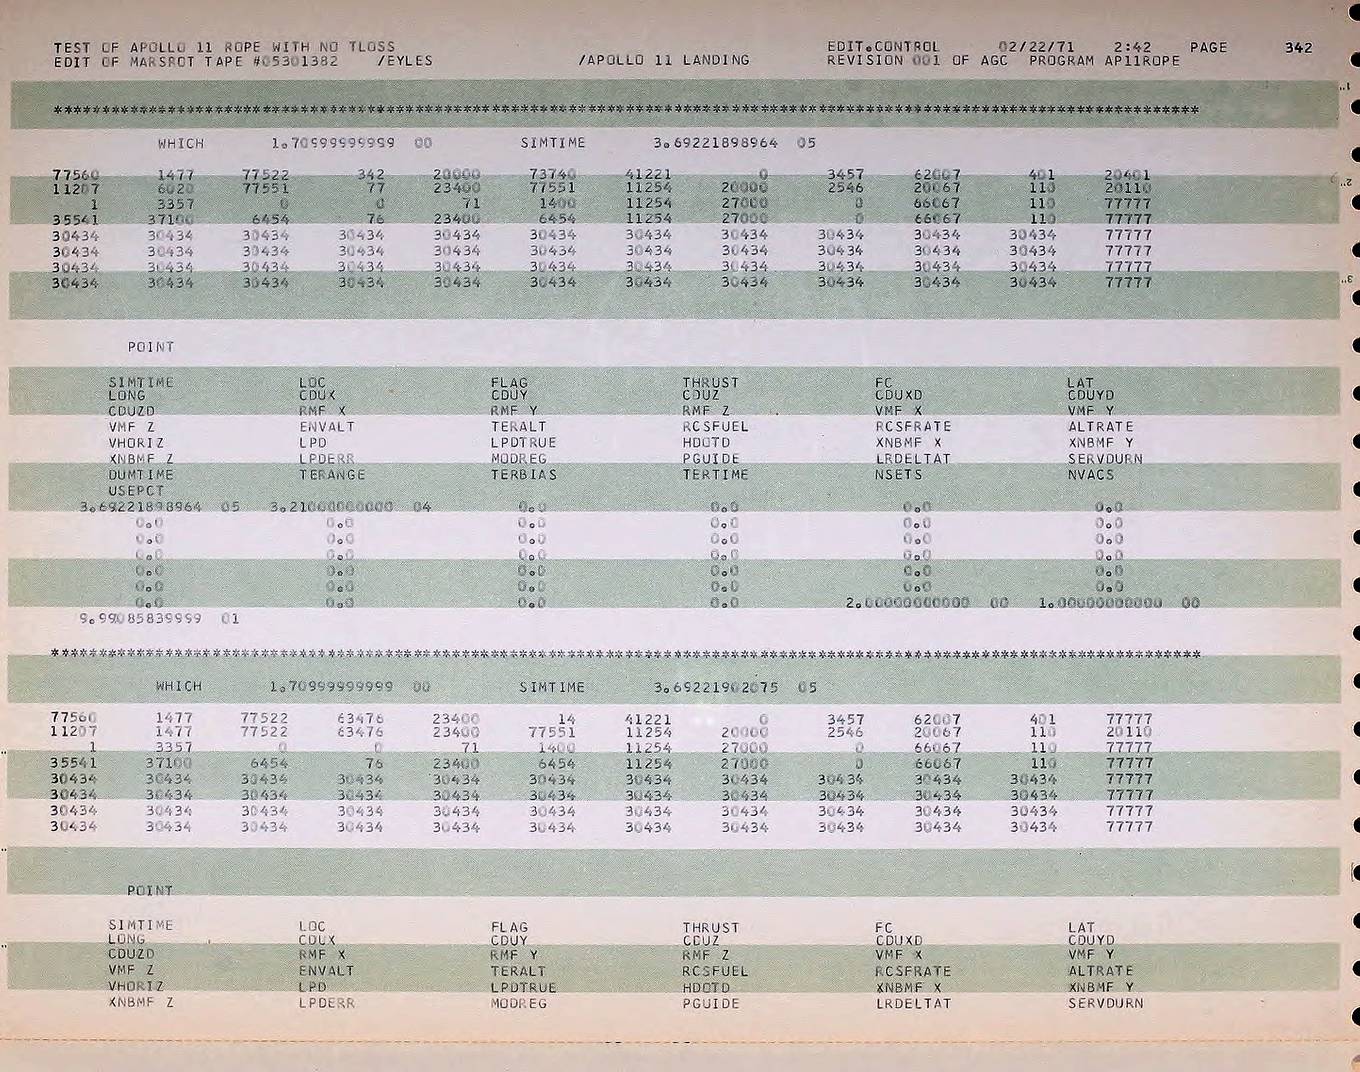 TEST OF APOLLO 11 ROPE WITH NO TLOSS EDIT.CONTROL 02/22/71 2:42 PAGE 342
EDIT OF MARSROT TAPE #05301382 /EYLES /APOLLO 11 LANDING REVISION 001 OF AGC PROGRAM AP11ROPE
************************************************************************************************************************
WHICH 1.70999999999 00 SIMTIME 3.69221898964 05
77560 1477 77522 342 20000 73740 41221 0 3457 62007 401 20401
11207 6020 77551 77 23400 77551 11254 20000 2546 20067 110 20110
1 3357 0 0 71 1400 11254 27000 0 66067 110 77777
35541 37100 6454 76 23400 6454 11254 27000 0 66067 110 77777
30434 30434 30434 30434 30434 30434 30434 30434 30434 30434 30434 77777
30434 30434 30434 30434 30434 30434 30434 30434 30434 30434 30434 77777
30434 30434 30434 30434 30434 30434 30434 30434 30434 30434 30434 77777
30434 30434 30434 30434 30434 30434 30434 30434 30434 30434 30434 77777
POINT
SIMTIME LOC FLAG THRUST FC LAT
LONG CDUX CDUY CDUZ CDUXD CDUYD
CDUZD RMF X RMF Y RMF Z VMF X VMF Y
VMF Z ENVALT TERALT RCSFUEL RCSFRATE ALTRATE
VHORIZ LPD LPDTRUE HDOTD XNBMF X XNBMF Y
XNBMF Z LPDERR MODREG PGUIDE LRDELTAT SERVDURN
DUMTIME TERANGE TERBIAS TERTIME NSETS NVACS
USEPCT
3.69221898964 05 3.21000000000 04 0.0 0.0 0.0 0.0
0.0 0.0 0.0 0.0 0.0 0.0
0.0 0.0 0.0 0.0 0.0 0.0
0.0 0.0 0.0 0.0 0.0 0.0
0.0 0.0 0.0 0.0 0.0 0.0
0.0 0.0 0.0 0.0 0.0 0.0
0.0 0.0 0.0 0.0 2.00000000000 00 1.00000000000 00
9.99085839999 01
************************************************************************************************************************
WHICH 1.70999999999 00 SIMTIME 3.69221902075 05
77560 1477 77522 63476 23400 14 41221 0 3457 62007 401 77777
11207 1477 77522 63476 23400 77551 11254 20000 2546 20067 110 20110
1 3357 0 0 71 1400 11254 27000 0 66067 110 77777
35541 37100 6454 76 23400 6454 11254 27000 0 66067 110 77777
30434 30434 30434 30434 30434 30434 30434 30434 30434 30434 30434 77777
30434 30434 30434 30434 30434 30434 30434 30434 30434 30434 30434 77777
30434 30434 30434 30434 30434 30434 30434 30434 30434 30434 30434 77777
30434 30434 30434 30434 30434 30434 30434 30434 30434 30434 30434 77777
POINT
SIMTIME LOC FLAG THRUST FC LAT
LONG CDUX CDUY CDUZ CDUXD CDUYD
CDUZD RMF X RMF Y RMF Z VMF X VMF Y
VMF Z ENVALT TERALT RCSFUEL RCSFRATE ALTRATE
VHORIZ LPD LPDTRUE HDOTD XNBMF X XNBMF Y
XNBMF Z LPDERR MODREG PGUIDE LRDELTAT SERVDURN